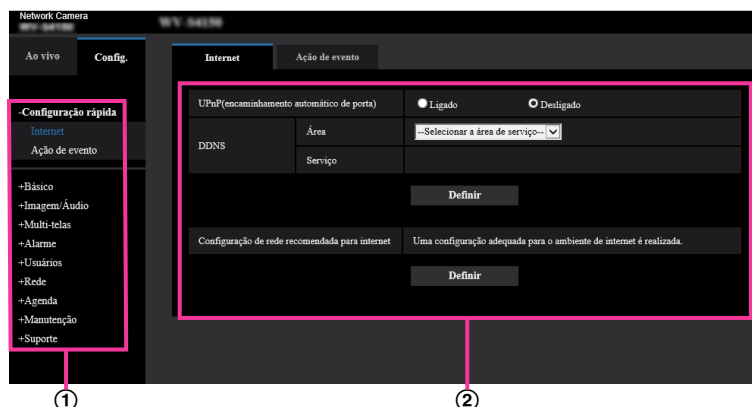 Network Camera
WV-S4150
Ao vivo Config.
Internet Ação de evento
-Configuração rápida
Internet
Ação de evento
+Básico
+Imagem/Áudio
+Multi-telas
+Alarme
+Usuários
+Rede
+Agenda
+Manutenção
+Suporte
UPnP(encaminhamento automático de porta) Ligado Desligado
DDNS Área --Selecionar a área de serviço--
Serviço
Definir
Configuração de rede recomendada para internet Uma configuração adequada para o ambiente de internet é realizada.
Definir
① ②